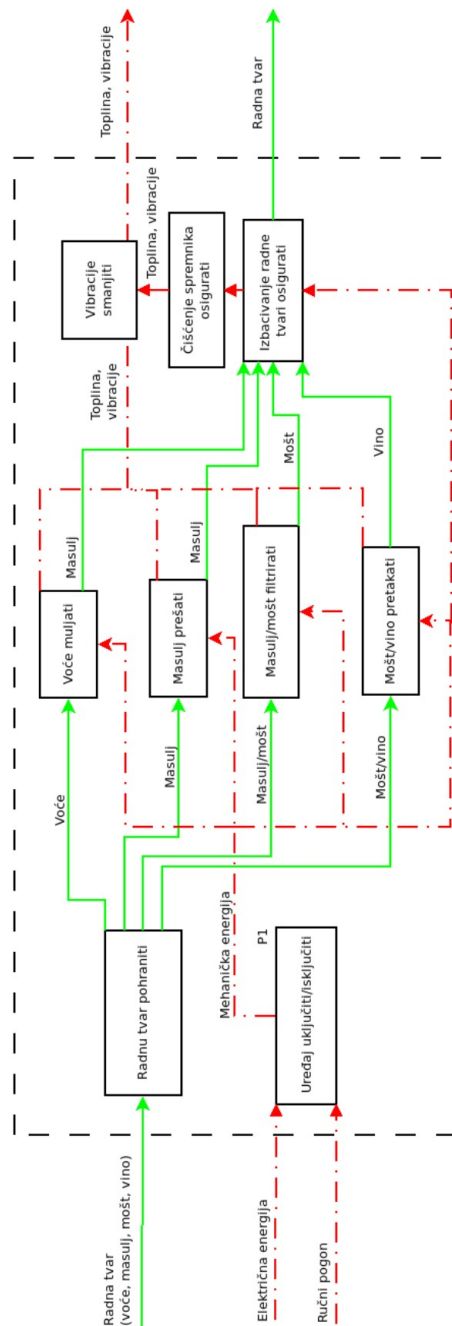 Radna tvar
(voće, masulj, mošt, vino)
Električna energija
Ručni pogon
Radnu tvar pohraniti
Uređaj uključiti/isključiti
P1
Mehanička energija
Voće
Masulj
Masulj/mošt
Mošt/vino
Voće muljati
Masulj prešati
Masulj/mošt filtrirati
Mošt/vino pretakati
Masulj
Masulj
Mošt
Vino
Toplina,
vibracije
Vibracije
smanjiti
Toplina, vibracije
Čišćenje spremnika
osigurati
Izbacivanje radne
tvari osigurati
Toplina, vibracije
Radna tvar